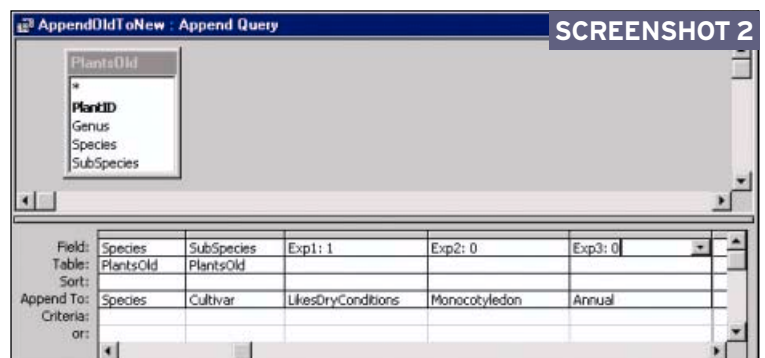 AppendOldToNew : Append Query
SCREENSHOT 2
PlantsOld
*
PlantID
Genus
Species
SubSpecies
Field: Species SubSpecies Exp1: 1 Exp2: 0 Exp3: 0
Table: PlantsOld PlantsOld
Sort:
Append To: Species Cultivar LikesDryConditions Monocotyledon Annual
Criteria:
or: